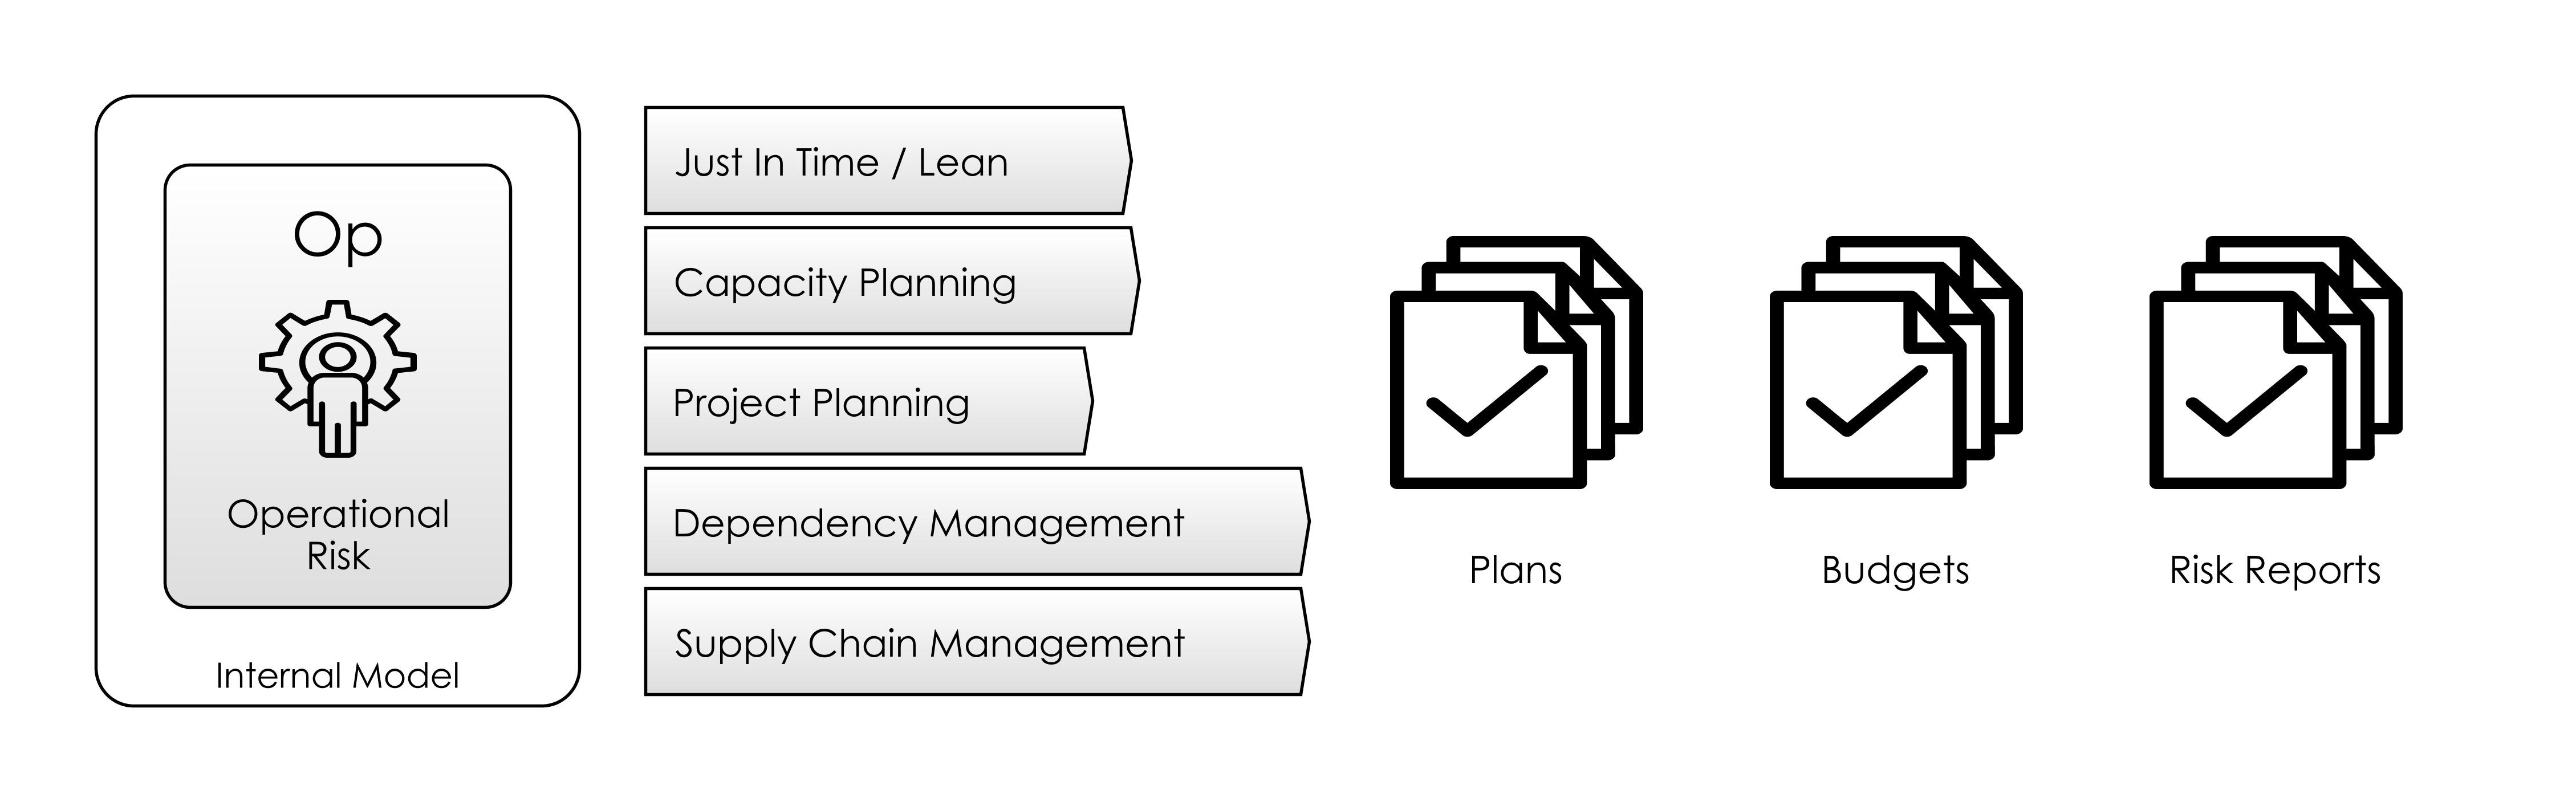 Op
Operational
Risk
Internal Model
Just In Time / Lean
Capacity Planning
Project Planning
Dependency Management
Supply Chain Management
Plans
Budgets
Risk Reports